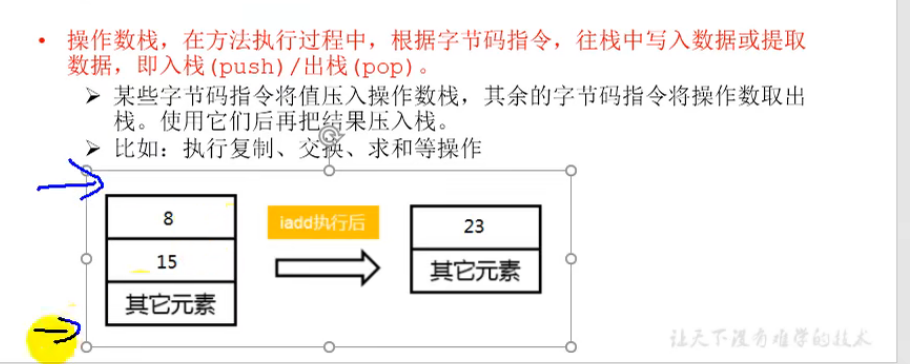 • 操作数栈，在方法执行过程中，根据字节码指令，往栈中写入数据或提取
数据，即入栈(push)/出栈(pop)。
➢ 某些字节码指令将值压入操作数栈，其余的字节码指令将操作数取出
栈。使用它们后再把结果压入栈。
➢ 比如：执行复制、交换、求和等操作
8
15
其它元素
iadd执行后
23
其它元素
让天下没有难学的技术